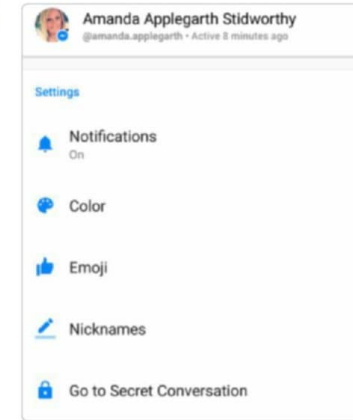 Amanda Applegarth Stidworthy
@amanda.applegarth • Active 8 minutes ago
Settings
Notifications
On
Color
Emoji
Nicknames
Go to Secret Conversation